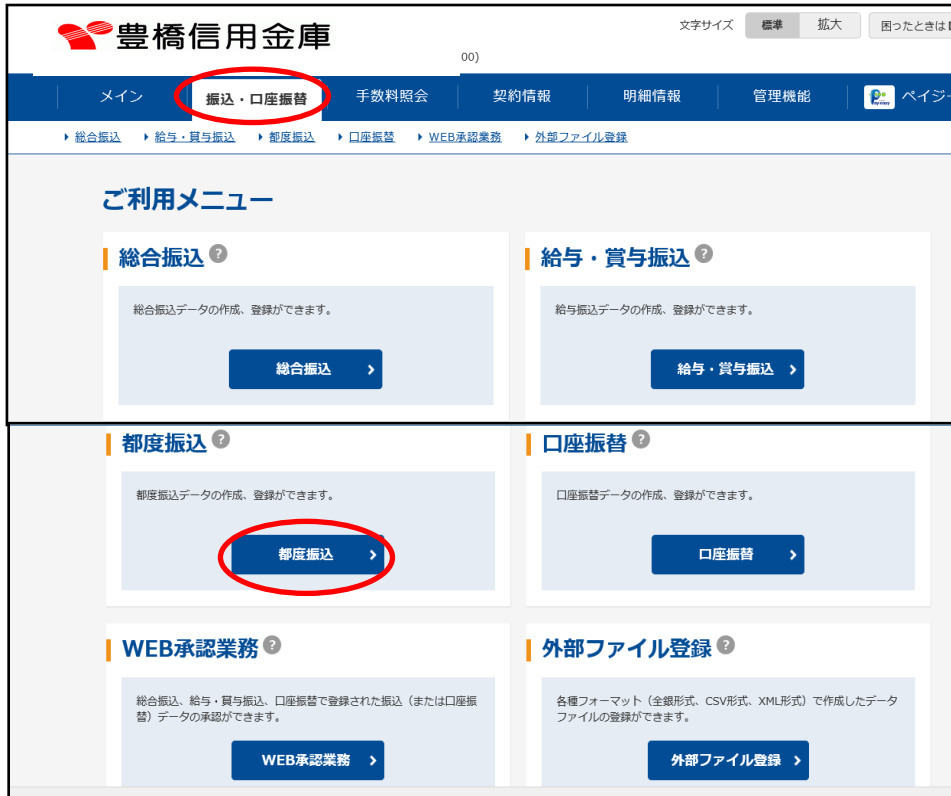 豊橋信用金庫
文字サイズ 標準 拡大 困ったときは
00)
メイン 振込・口座振替 手数料照会 契約情報 明細情報 管理機能 ペイジー
総合振込 給与・賞与振込 都度振込 口座振替 WEB承認業務 外部ファイル登録
ご利用メニュー
総合振込 ? 給与・賞与振込 ?
総合振込データの作成、登録ができます。 給与振込データの作成、登録ができます。
総合振込 給与・賞与振込
都度振込 ? 口座振替 ?
都度振込データの作成、登録ができます。 口座振替データの作成、登録ができます。
都度振込 口座振替
WEB承認業務 ? 外部ファイル登録 ?
総合振込、給与・賞与振込、口座振替で登録された振込（または口座振
替）データの承認ができます。
各種フォーマット（全銀形式、CSV形式、XML形式）で作成したデータ
ファイルの登録ができます。
WEB承認業務 外部ファイル登録